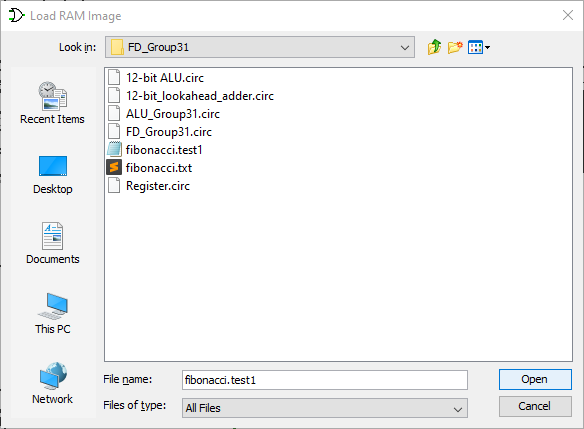 Load RAM Image
Look in:
FD_Group31
Recent Items
Desktop
Documents
This PC
Network
12-bit ALU.circ
12-bit_lookahead_adder.circ
ALU_Group31.circ
FD_Group31.circ
fibonacci.test1
fibonacci.txt
Register.circ
File name:
fibonacci.test1
Open
Files of type:
All Files
Cancel